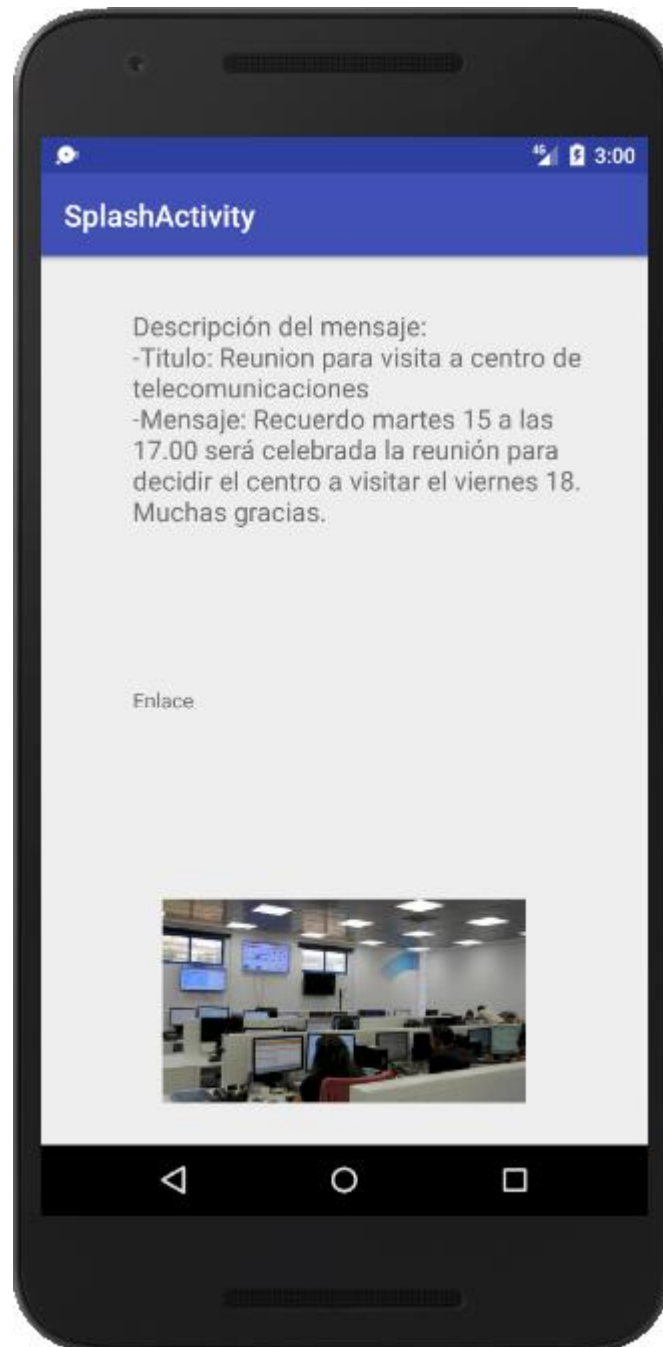 4G 3:00
SplashActivity
Descripción del mensaje:
-Titulo: Reunion para visita a centro de
telecomunicaciones
-Mensaje: Recuerdo martes 15 a las
17.00 será celebrada la reunión para
decidir el centro a visitar el viernes 18.
Muchas gracias.
Enlace